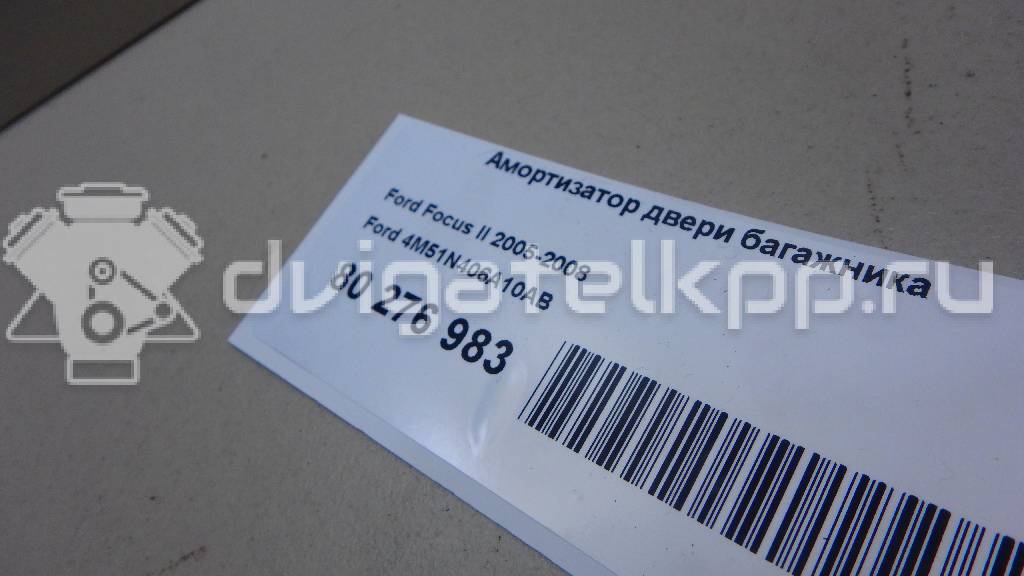 Амортизатор двери багажника
Ford Focus II 2005-2008
Ford 4M51N406A10AB
80 276 983
dvigatelkpp.ru